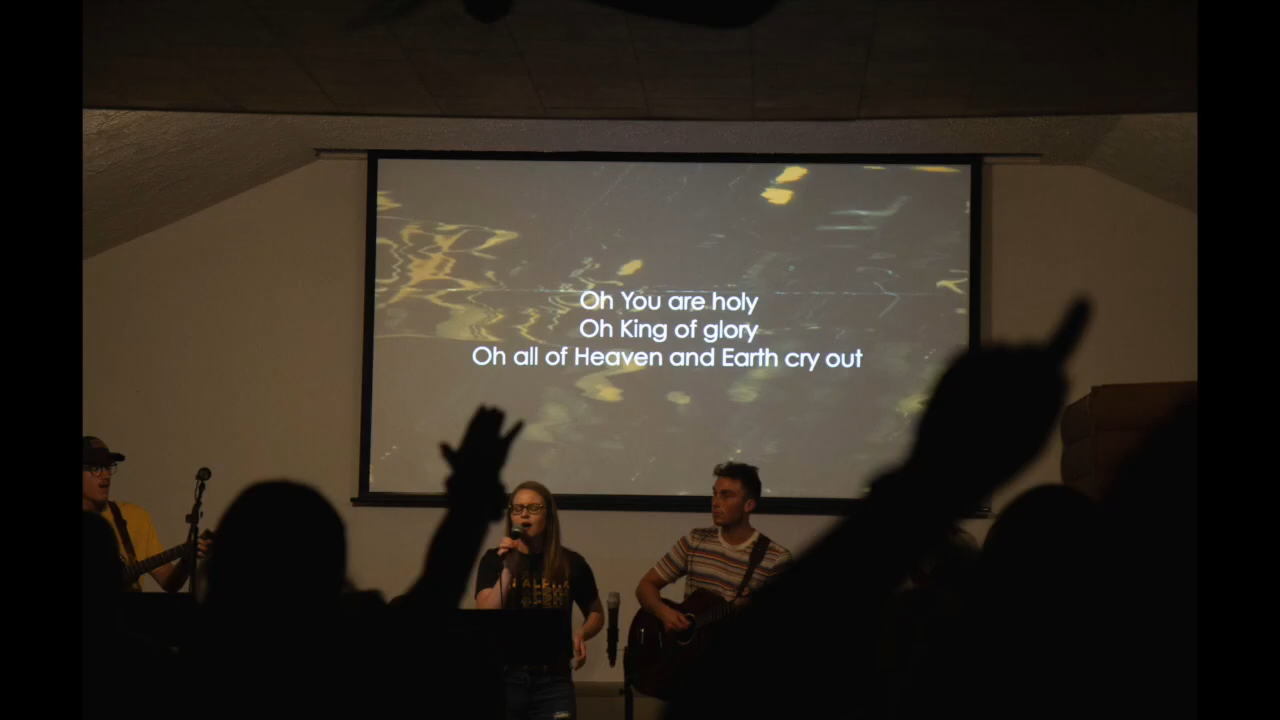 Oh You are holy
Oh King of glory
Oh all of Heaven and Earth cry out